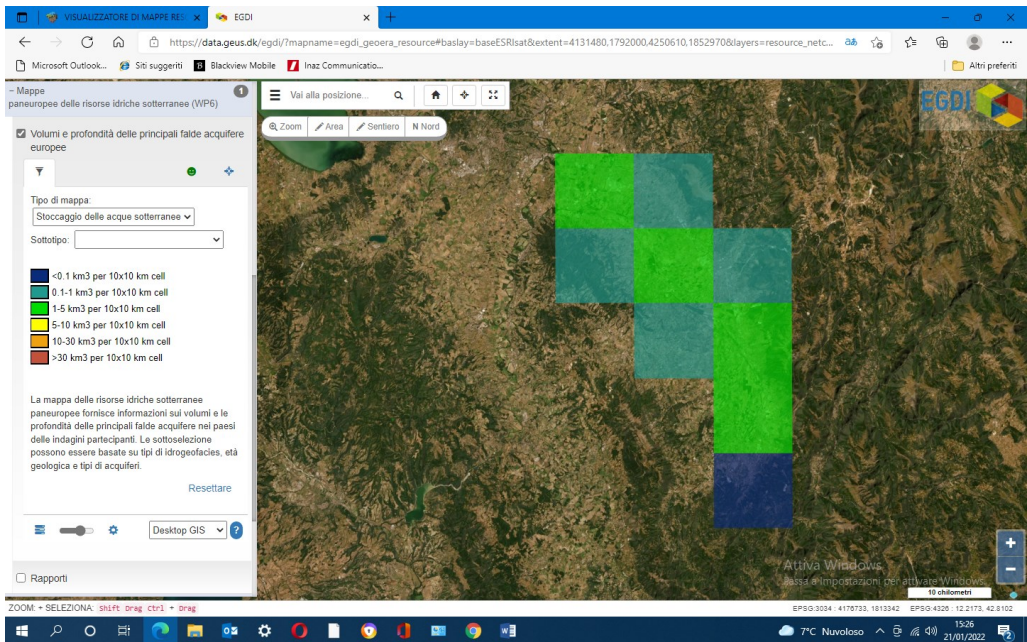 VISUALIZZATORE DI MAPPE RES
EGDI
https://data.geus.dk/egdi/?mapname=egdi_geoera_resource#baslay=baseESRIsat&extent=4131480,1792000,4250610,1852970&layers=resource_netc...
Microsoft Outlook...
Siti suggeriti
Blackview Mobile
Inaz Communicatio...
Altri preferiti
− Mappe
paneuropee delle risorse idriche sotterranee (WP6)
1
Vai alla posizione...
EGDI
Zoom
Area
Sentiero
N Nord
Volumi e profondità delle principali falde acquifere
europee
Tipo di mappa:
Stoccaggio delle acque sotterranee
Sottotipo:
<0.1 km3 per 10x10 km cell
0.1-1 km3 per 10x10 km cell
1-5 km3 per 10x10 km cell
5-10 km3 per 10x10 km cell
10-30 km3 per 10x10 km cell
>30 km3 per 10x10 km cell
La mappa delle risorse idriche sotterranee
paneuropee fornisce informazioni sui volumi e le
profondità delle principali falde acquifere nei paesi
delle indagini partecipanti. Le sottoselezione
possono essere basate su tipi di idrogeofacies, età
geologica e tipi di acquiferi.
Resettare
Desktop GIS
?
Attiva Windows
Passa a Impostazioni per attivare Windows.
10 chilometri
Rapporti
ZOOM: + SELEZIONA: Shift Drag Ctrl + Drag
EPSG:3034 : 4176733, 1813342
EPSG:4326 : 12.2173, 42.8102
7°C Nuvoloso
15:26
21/01/2022